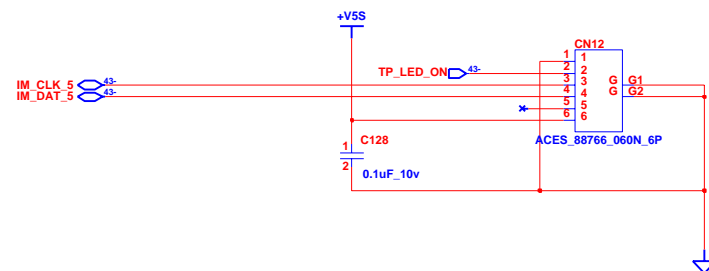 +V5S
CN12
1 1
TP_LED_ON 43- 2 2
IM_CLK_5 43- 3 3 G G1
IM_DAT_5 43- 4 4 G G2
5 5
6 6
ACES_88766_060N_6P
C128
1
2
0.1uF_10v